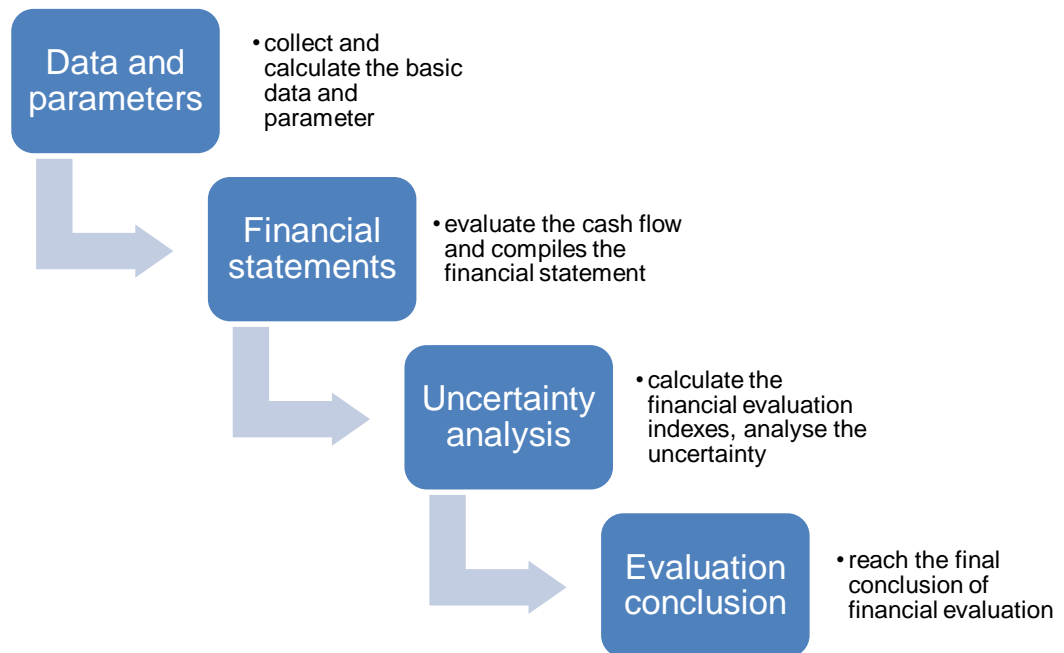 Data and
parameters
• collect and
calculate the basic
data and
parameter
Financial
statements
• evaluate the cash flow
and compiles the
financial statement
Uncertainty
analysis
• calculate the
financial evaluation
indexes, analyse the
uncertainty
Evaluation
conclusion
• reach the final
conclusion of
financial evaluation